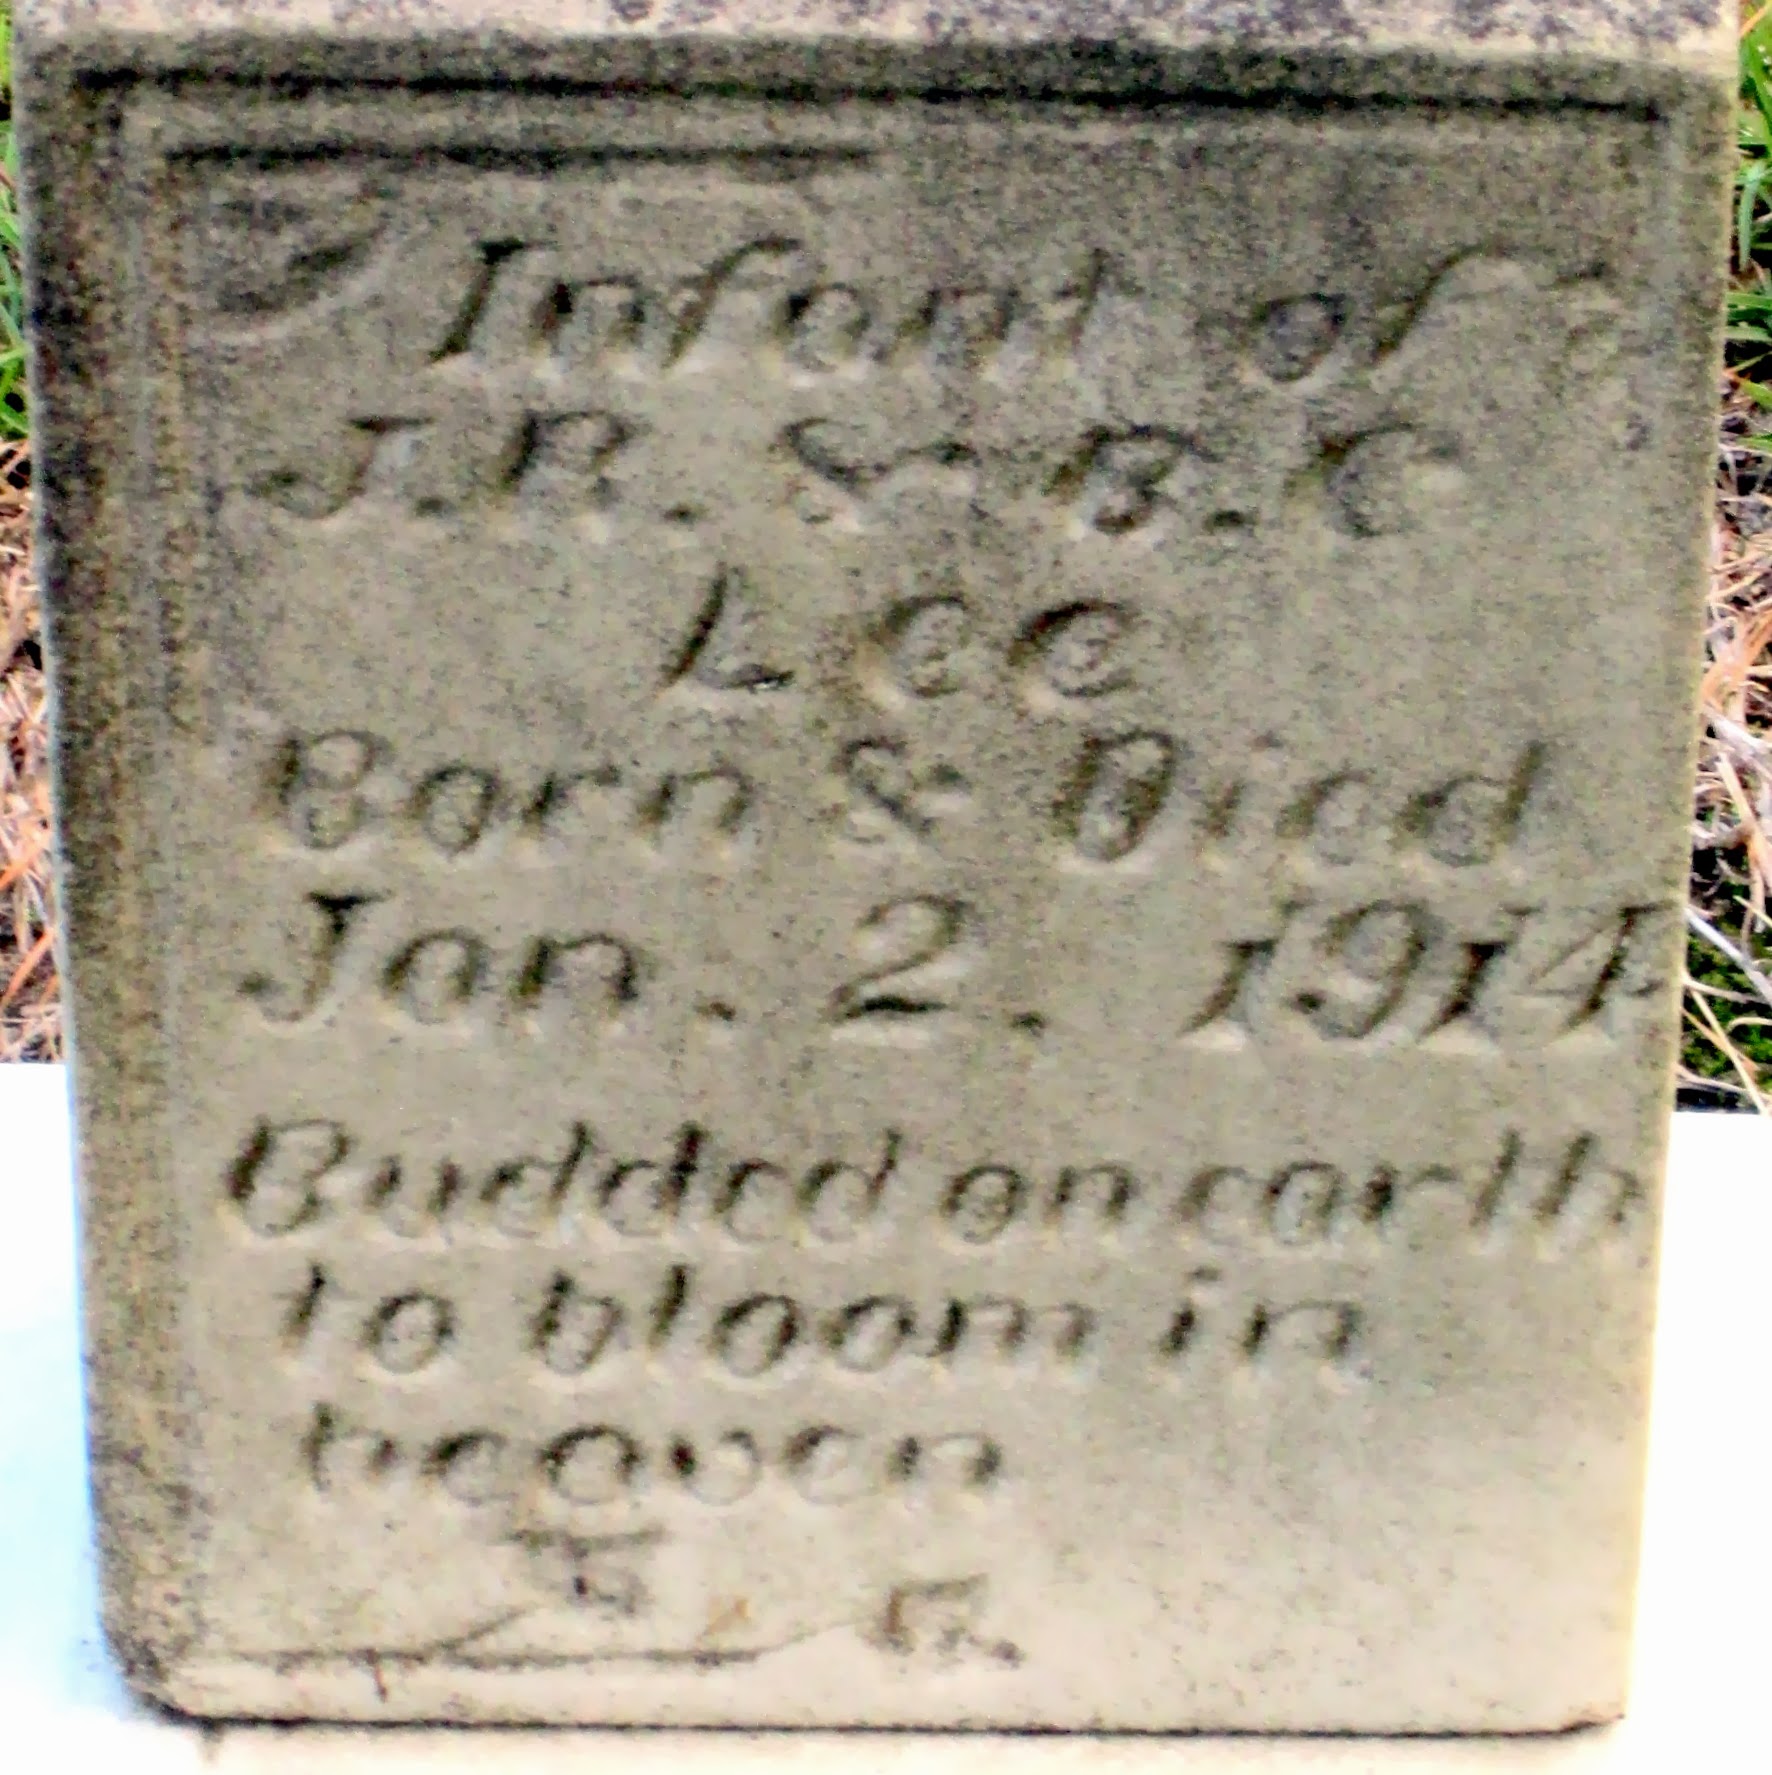 Infant of
J.R. & B.C
Lee
Born & Died
Jan. 2. 1914
Budded on earth
to bloom in
heaven